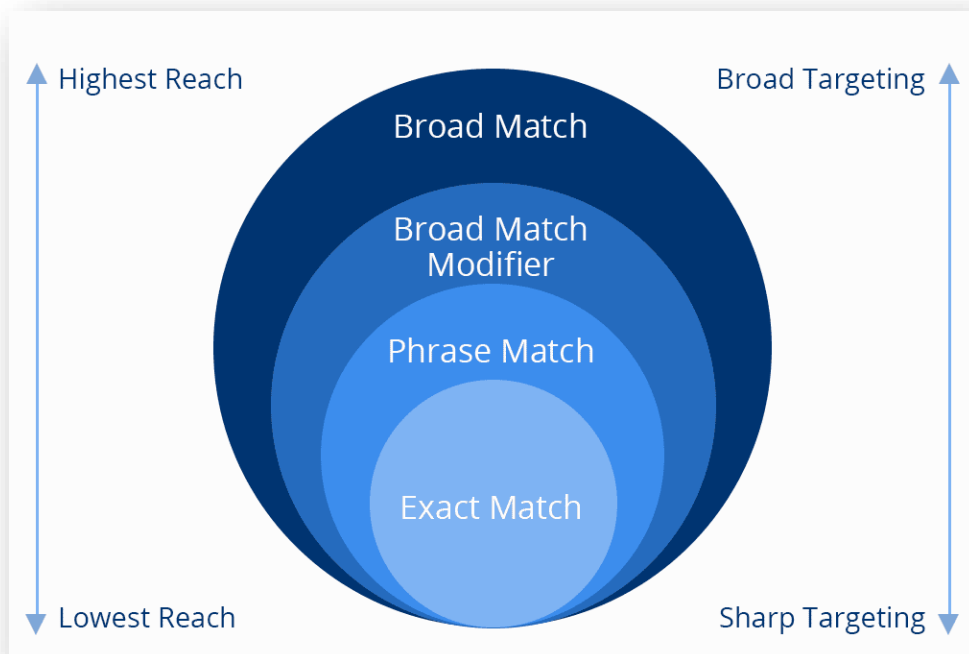 Highest Reach
Broad Targeting
Broad Match
Broad Match
Modifier
Phrase Match
Exact Match
Lowest Reach
Sharp Targeting